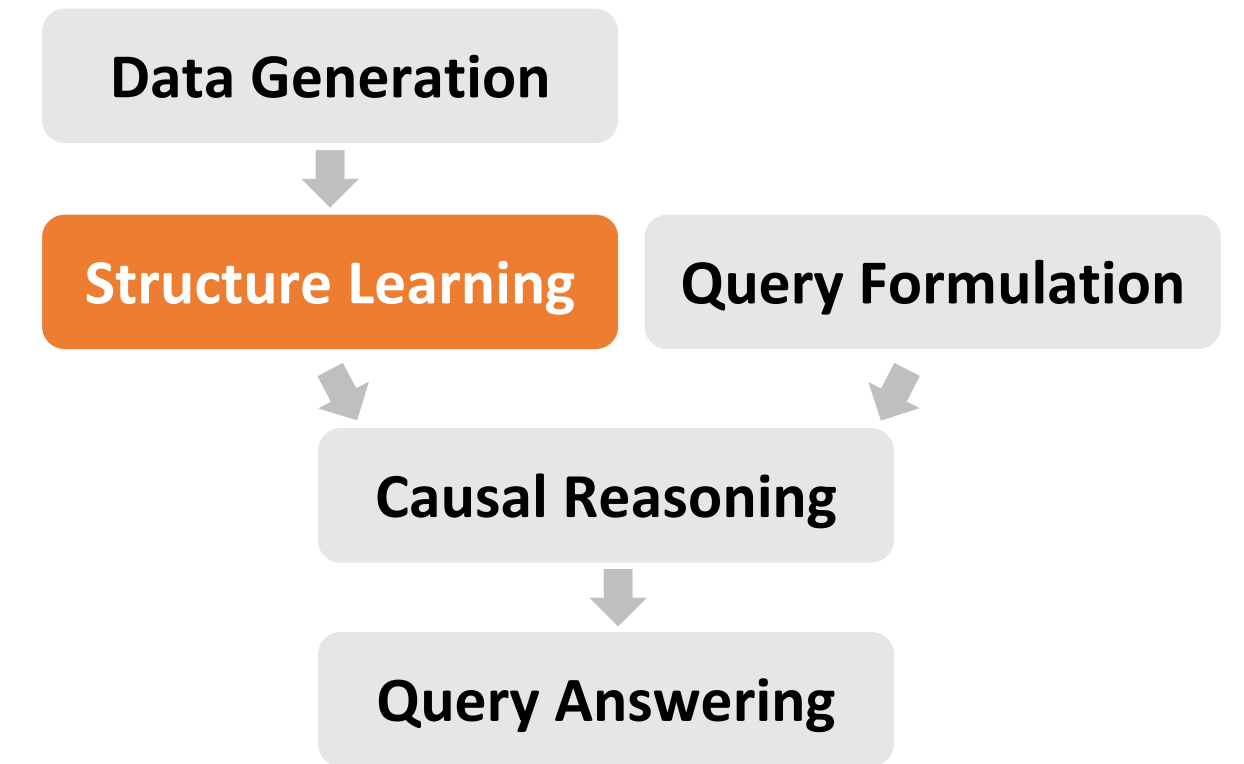 Data Generation
Structure Learning
Query Formulation
Causal Reasoning
Query Answering